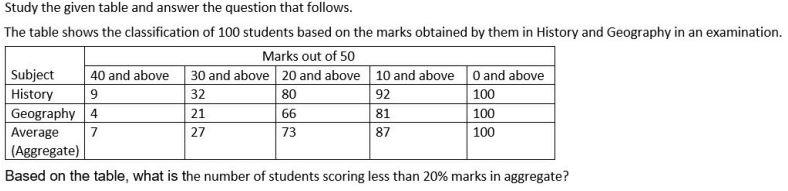 Study the given table and answer the question that follows.
The table shows the classification of 100 students based on the marks obtained by them in History and Geography in an examination.
Marks out of 50
Subject 40 and above 30 and above 20 and above 10 and above 0 and above
History 9 32 80 92 100
Geography 4 21 66 81 100
Average 7 27 73 87 100
(Aggregate)
Based on the table, what is the number of students scoring less than 20% marks in aggregate?